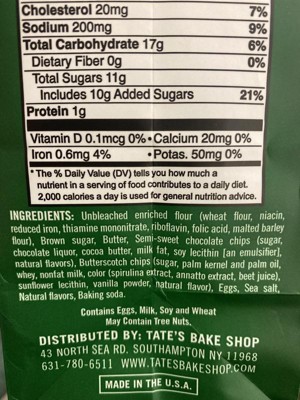 Cholesterol 20mg 7%
Sodium 200mg 9%
Total Carbohydrate 17g 6%
Dietary Fiber 0g 0%
Total Sugars 11g
Includes 10g Added Sugars 21%
Protein 1g
Vitamin D 0.1mcg 0% • Calcium 20mg 0%
Iron 0.6mg 4% • Potas. 50mg 0%
* The % Daily Value (DV) tells you how much a
nutrient in a serving of food contributes to a daily diet.
2,000 calories a day is used for general nutrition advice.
INGREDIENTS: Unbleached enriched flour (wheat flour, niacin,
reduced iron, thiamine mononitrate, riboflavin, folic acid, malted barley
flour), Brown sugar, Butter, Semi-sweet chocolate chips (sugar,
chocolate liquor, cocoa butter, milk fat, soy lecithin [an emulsifier],
natural flavors), Butterscotch chips (sugar, palm kernel and palm oil,
whey, nonfat milk, color (spirulina extract, annatto extract, beet juice),
sunflower lecithin, vanilla powder, natural flavor), Eggs, Sea salt,
Natural flavors, Baking soda.
Contains Eggs, Milk, Soy and Wheat
May Contain Tree Nuts.
DISTRIBUTED BY: TATE'S BAKE SHOP
43 NORTH SEA RD. SOUTHAMPTON NY 11968
631-780-6511 WWW.TATESBAKESHOP.COM
MADE IN THE U.S.A.